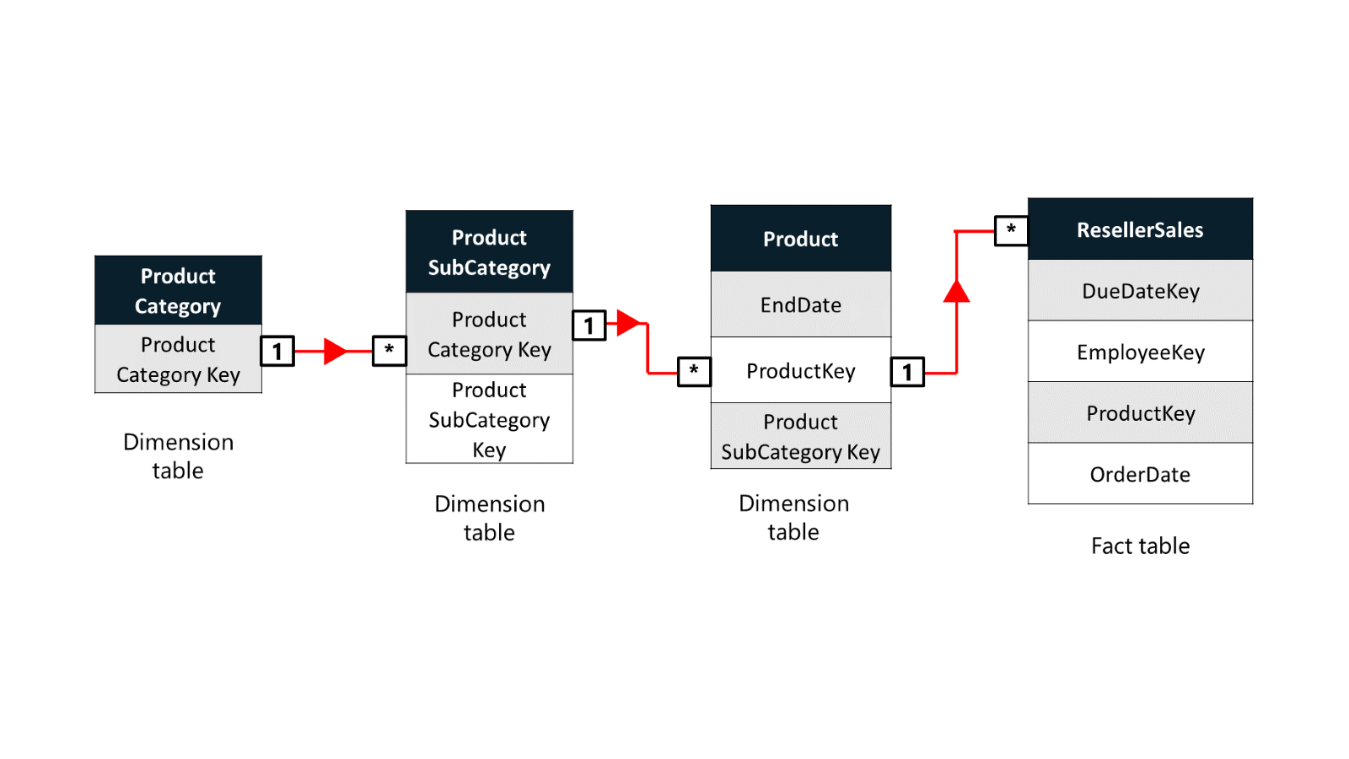 Product
Category
Product
Category Key
1
*
Dimension
table
Product
SubCategory
Product
Category Key
Product
SubCategory
Key
1
*
Dimension
table
Product
EndDate
ProductKey
Product
SubCategory Key
1
*
Dimension
table
ResellerSales
DueDateKey
EmployeeKey
ProductKey
OrderDate
Fact table